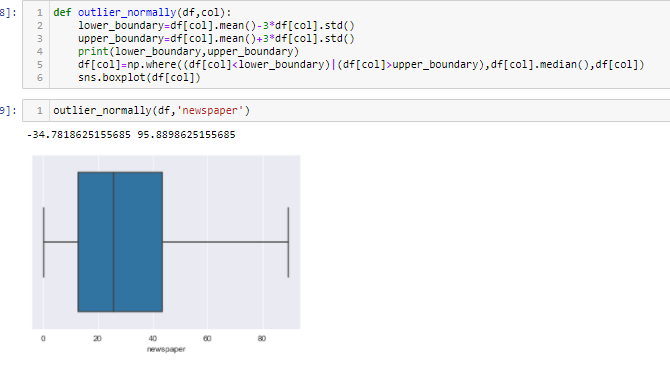 8]: 1 def outlier_normally(df,col):
2 lower_boundary=df[col].mean()-3*df[col].std()
3 upper_boundary=df[col].mean()+3*df[col].std()
4 print(lower_boundary,upper_boundary)
5 df[col]=np.where((df[col]<lower_boundary)|(df[col]>upper_boundary),df[col].median(),df[col])
6 sns.boxplot(df[col])
9]: 1 outlier_normally(df,'newspaper')
-34.7818625155685 95.8898625155685
0 20 40 60 80
newspaper